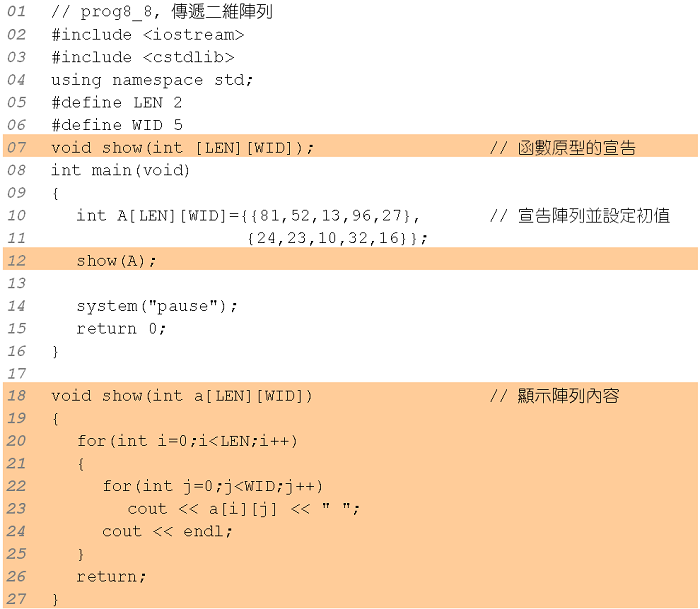 01 // prog8_8, 傳遞二維陣列
02 #include <iostream>
03 #include <cstdlib>
04 using namespace std;
05 #define LEN 2
06 #define WID 5
07 void show(int [LEN][WID]); // 函數原型的宣告
08 int main(void)
09 {
10 int A[LEN][WID]={{81,52,13,96,27}, // 宣告陣列並設定初值
11 {24,23,10,32,16}};
12 show(A);
13
14 system("pause");
15 return 0;
16 }
17
18 void show(int a[LEN][WID]) // 顯示陣列內容
19 {
20 for(int i=0;i<LEN;i++)
21 {
22 for(int j=0;j<WID;j++)
23 cout << a[i][j] << " ";
24 cout << endl;
25 }
26 return;
27 }